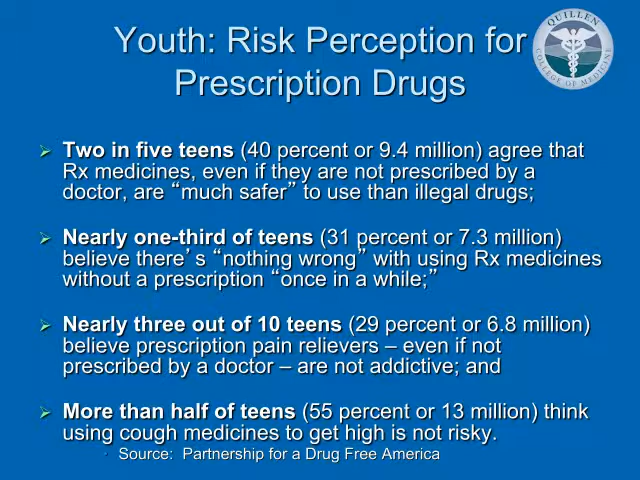 Youth: Risk Perception for
Prescription Drugs
QUILLEN
COLLEGE OF MEDICINE
Two in five teens (40 percent or 9.4 million) agree that
Rx medicines, even if they are not prescribed by a
doctor, are “much safer” to use than illegal drugs;
Nearly one-third of teens (31 percent or 7.3 million)
believe there’s “nothing wrong” with using Rx medicines
without a prescription “once in a while;”
Nearly three out of 10 teens (29 percent or 6.8 million)
believe prescription pain relievers – even if not
prescribed by a doctor – are not addictive; and
More than half of teens (55 percent or 13 million) think
using cough medicines to get high is not risky.
Source: Partnership for a Drug Free America